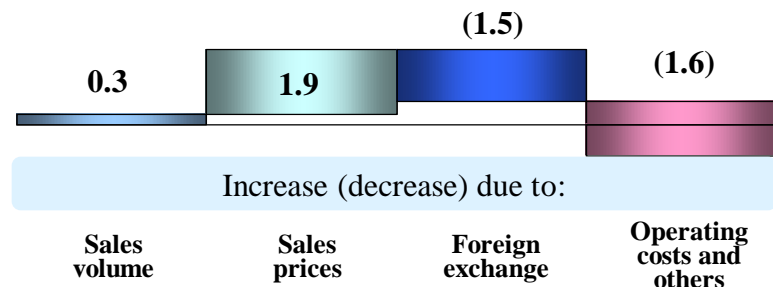 (1.5)
(1.6)
0.3
1.9
Increase (decrease) due to:
Sales
volume
Sales
prices
Foreign
exchange
Operating
costs and
others